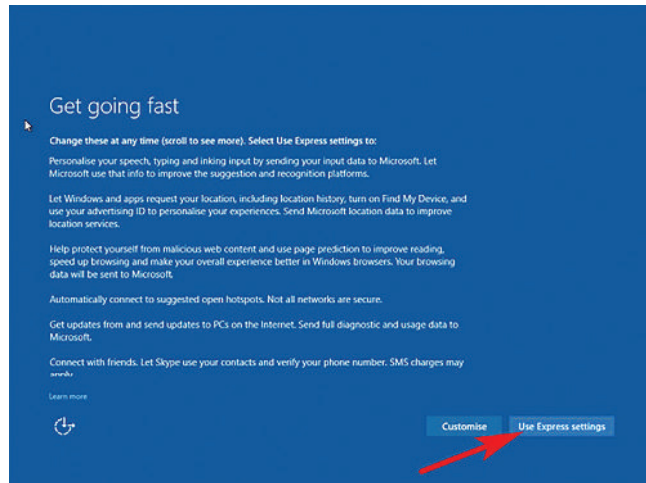 Get going fast
Change these at any time (scroll to see more). Select Use Express settings to:
Personalise your speech, typing and inking input by sending your input data to Microsoft. Let
Microsoft use that info to improve the suggestion and recognition platforms.
Let Windows and apps request your location, including location history, turn on Find My Device, and
use your advertising ID to personalise your experiences. Send Microsoft location data to improve
location services.
Help protect yourself from malicious web content and use page prediction to improve reading,
speed up browsing and make your overall experience better in Windows browsers. Your browsing
data will be sent to Microsoft.
Automatically connect to suggested open hotspots. Not all networks are secure.
Get updates from and send updates to PCs on the Internet. Send full diagnostic and usage data to
Microsoft.
Connect with friends. Let Skype use your contacts and verify your phone number. SMS charges may
apply.
Learn more
Customise
Use Express settings